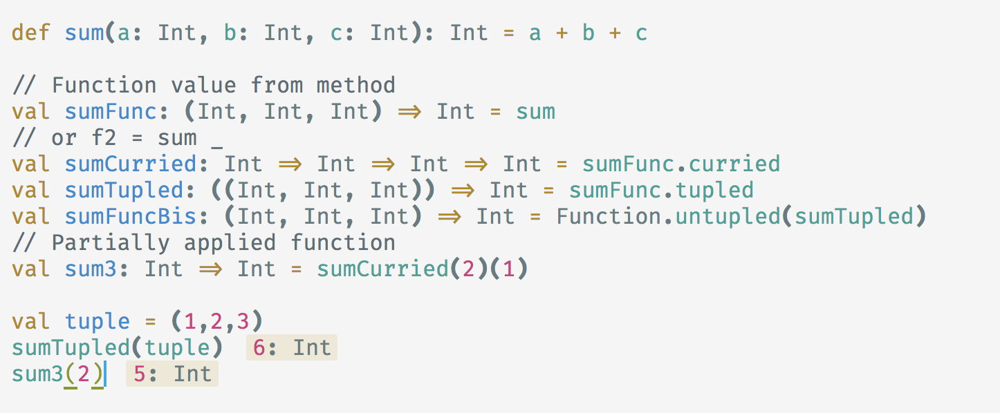 def sum(a: Int, b: Int, c: Int): Int = a + b + c
// Function value from method
val sumFunc: (Int, Int, Int) => Int = sum
// or f2 = sum _
val sumCurried: Int => Int => Int => Int = sumFunc.curried
val sumTupled: ((Int, Int, Int)) => Int = sumFunc.tupled
val sumFuncBis: (Int, Int, Int) => Int = Function.untupled(sumTupled)
// Partially applied function
val sum3: Int => Int = sumCurried(2)(1)
val tuple = (1,2,3)
sumTupled(tuple) 6: Int
sum3(2) 5: Int